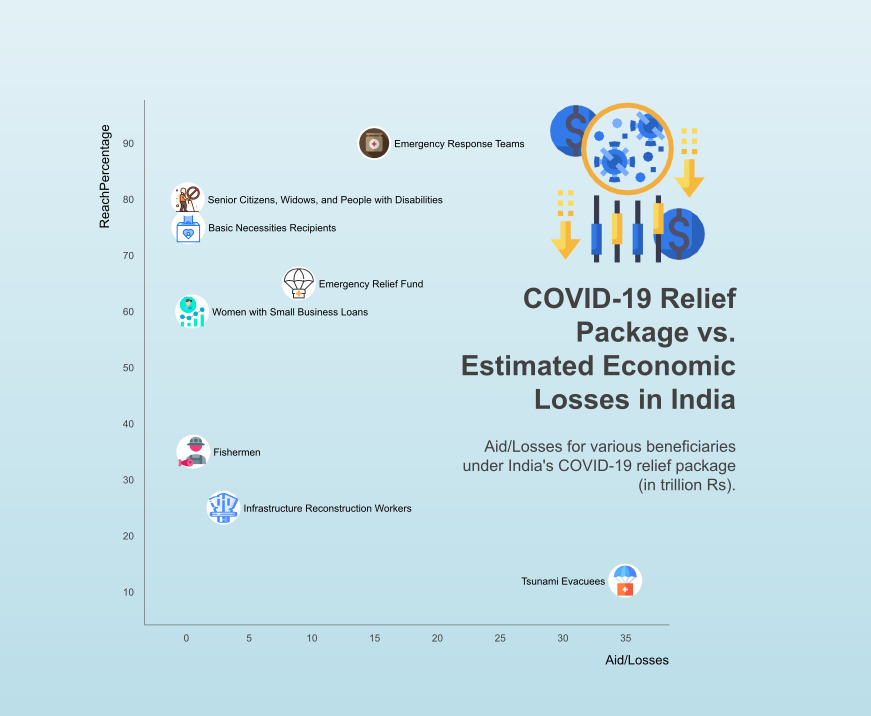 COVID-19 Relief
Package vs.
Estimated Economic
Losses in India
Aid/Losses for various beneficiaries
under India's COVID-19 relief package
(in trillion Rs).
ReachPercentage
90
80
70
60
50
40
30
20
10
Emergency Response Teams
Senior Citizens, Widows, and People with Disabilities
Basic Necessities Recipients
Emergency Relief Fund
Women with Small Business Loans
Fishermen
Infrastructure Reconstruction Workers
Tsunami Evacuees
0 5 10 15 20 25 30 35
Aid/Losses